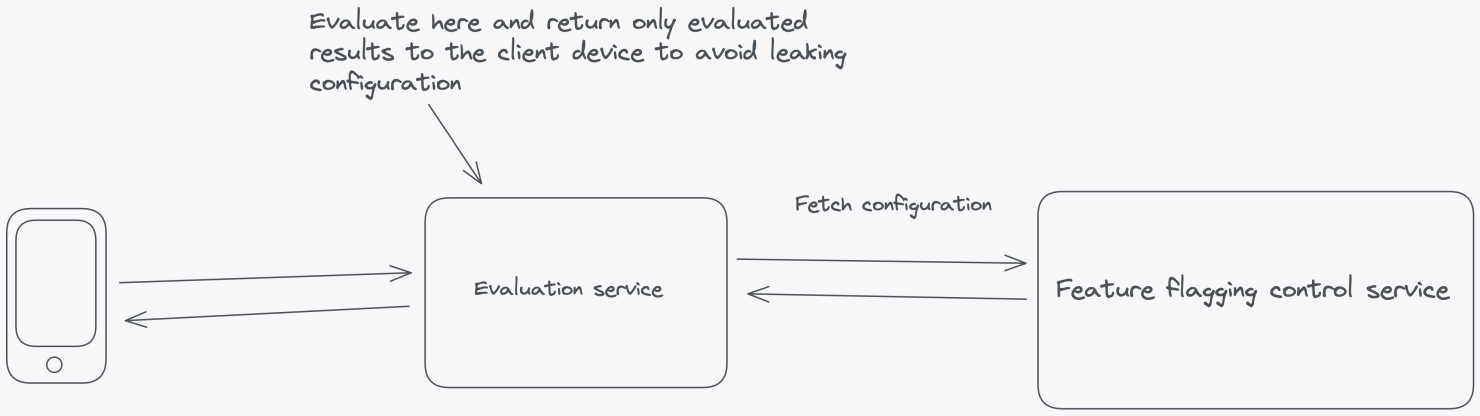 Evaluate here and return only evaluated
results to the client device to avoid leaking
configuration
Fetch configuration
Evaluation service
Feature flagging control service